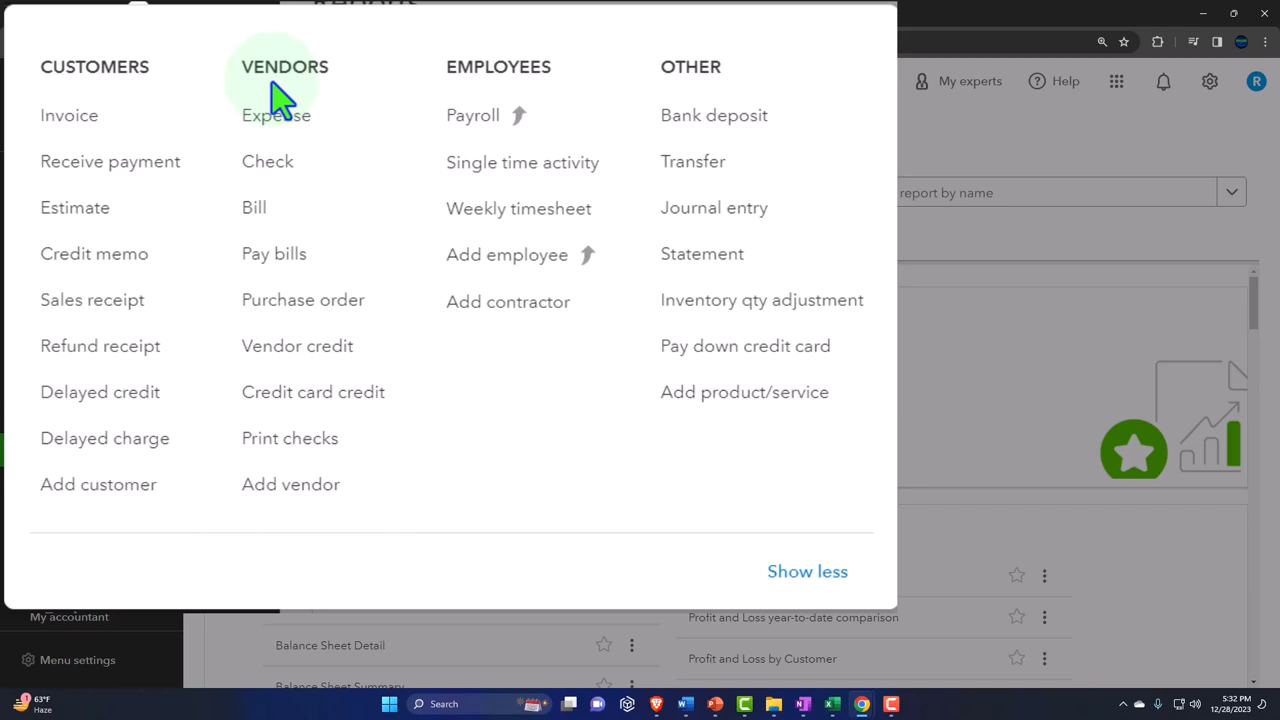 CUSTOMERS
Invoice
Receive payment
Estimate
Credit memo
Sales receipt
Refund receipt
Delayed credit
Delayed charge
Add customer
VENDORS
Expense
Check
Bill
Pay bills
Purchase order
Vendor credit
Credit card credit
Print checks
Add vendor
EMPLOYEES
Payroll
Single time activity
Weekly timesheet
Add employee
Add contractor
OTHER
Bank deposit
Transfer
Journal entry
Statement
Inventory qty adjustment
Pay down credit card
Add product/service
Show less
My experts
Help
R
report by name
My accountant
Menu settings
Balance Sheet Detail
Balance Sheet Summary
Profit and Loss year-to-date comparison
Profit and Loss by Customer
1
63°F
Haze
Search
5:32 PM
12/28/2023